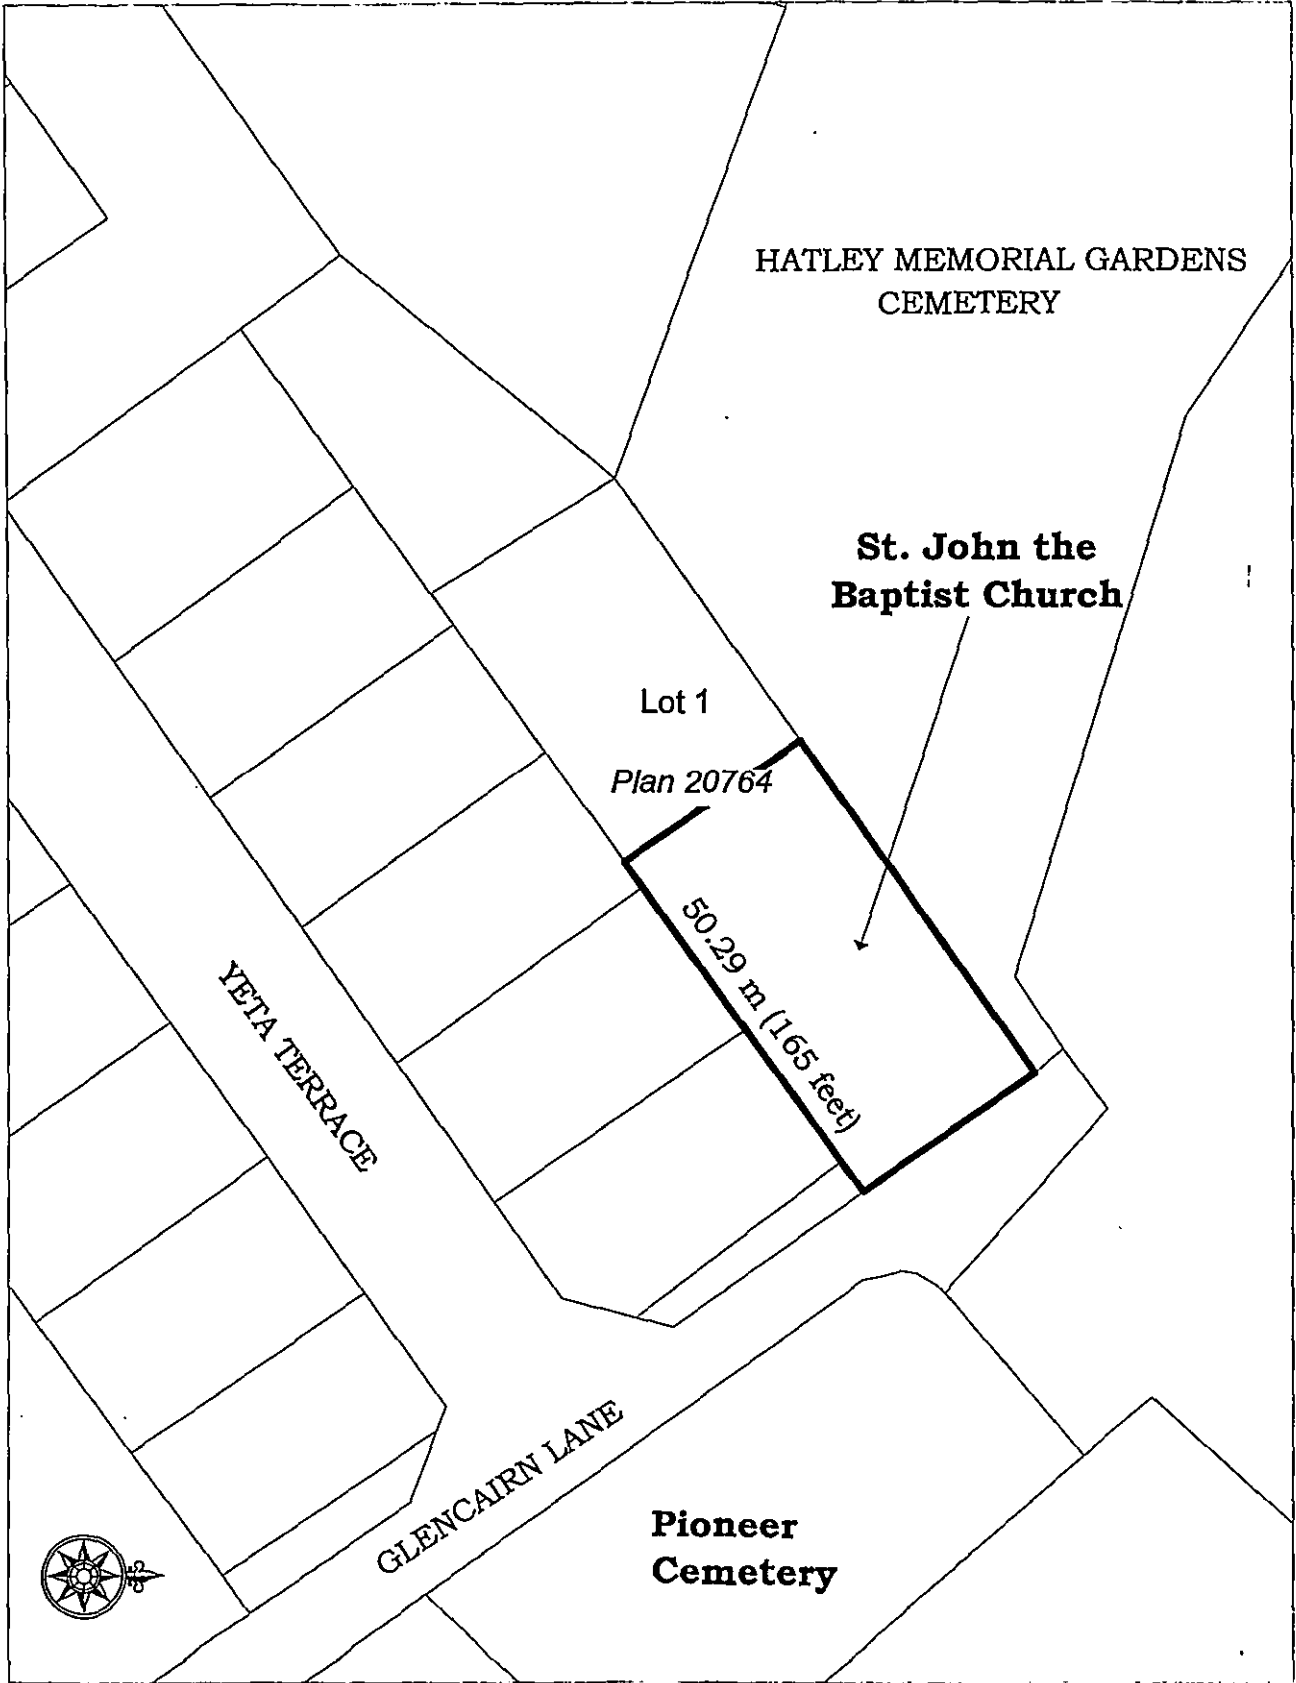 HATLEY MEMORIAL GARDENS
CEMETERY
St. John the
Baptist Church
Lot 1
Plan 20764
50.29 m (165 feet)
YETA TERRACE
GLENCAIRN LANE
Pioneer
Cemetery